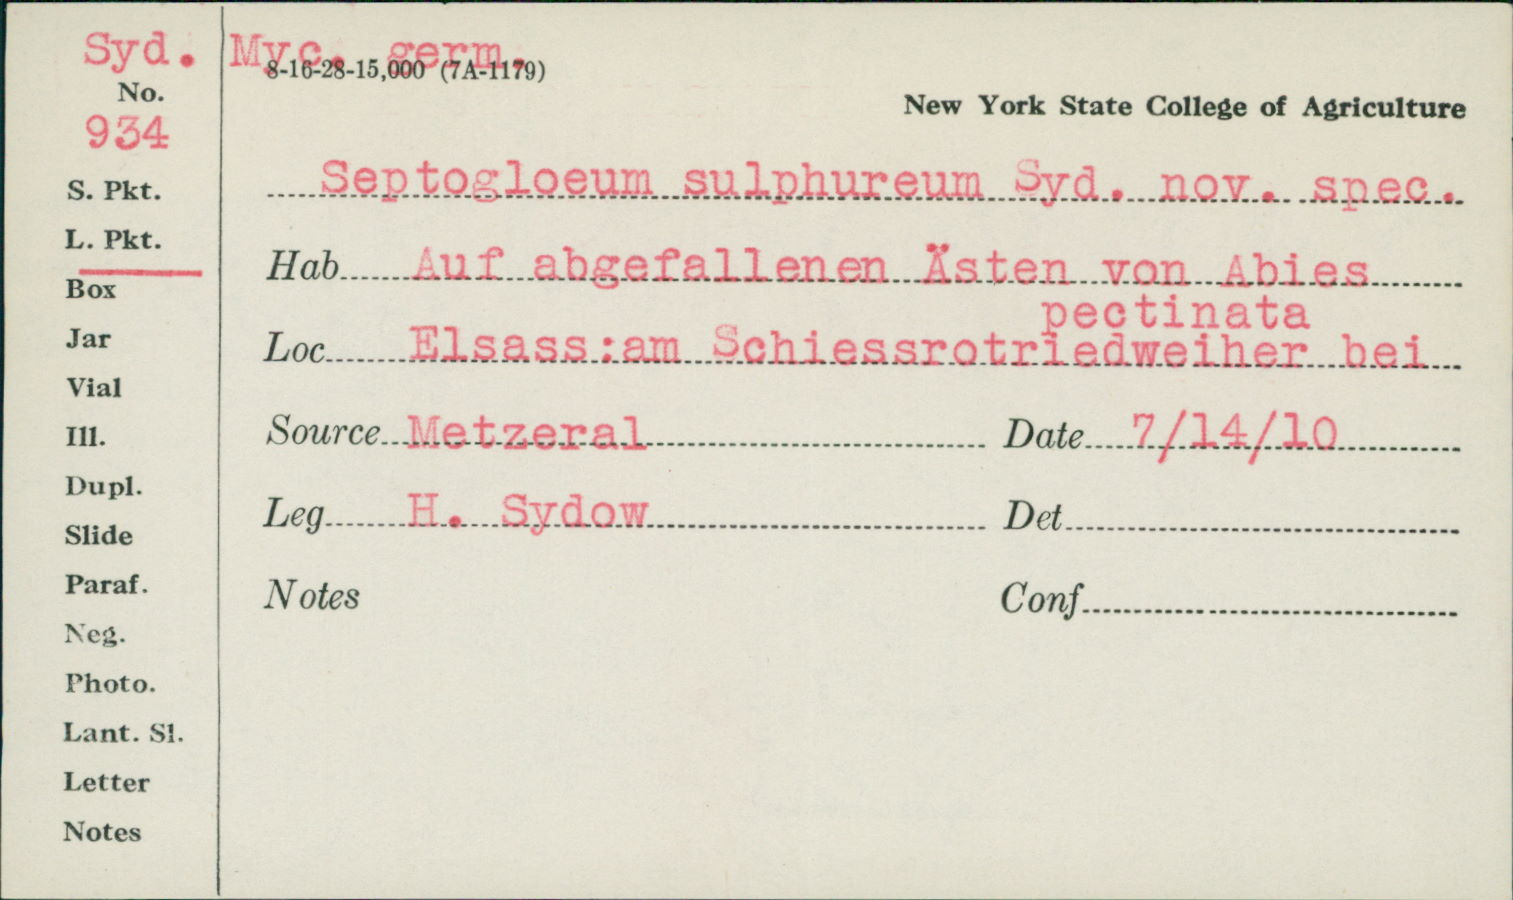 Syd. Myc. germ.
8-16-28-15,000 (7A-1179)
No.
934
New York State College of Agriculture
S. Pkt.
Septogloeum sulphureum Syd. nov. spec.
L. Pkt.
Hab. Auf abgefallenen Ästen von Abies
pectinata
Box
Jar
Loc. Elsass:am Schiessrotriedweiher bei
Vial
Ill.
Source Metzeral Date 7/14/10
Dupl.
Leg. H. Sydow Det.
Slide
Paraf.
Notes Conf.
Neg.
Photo.
Lant. Sl.
Letter
Notes